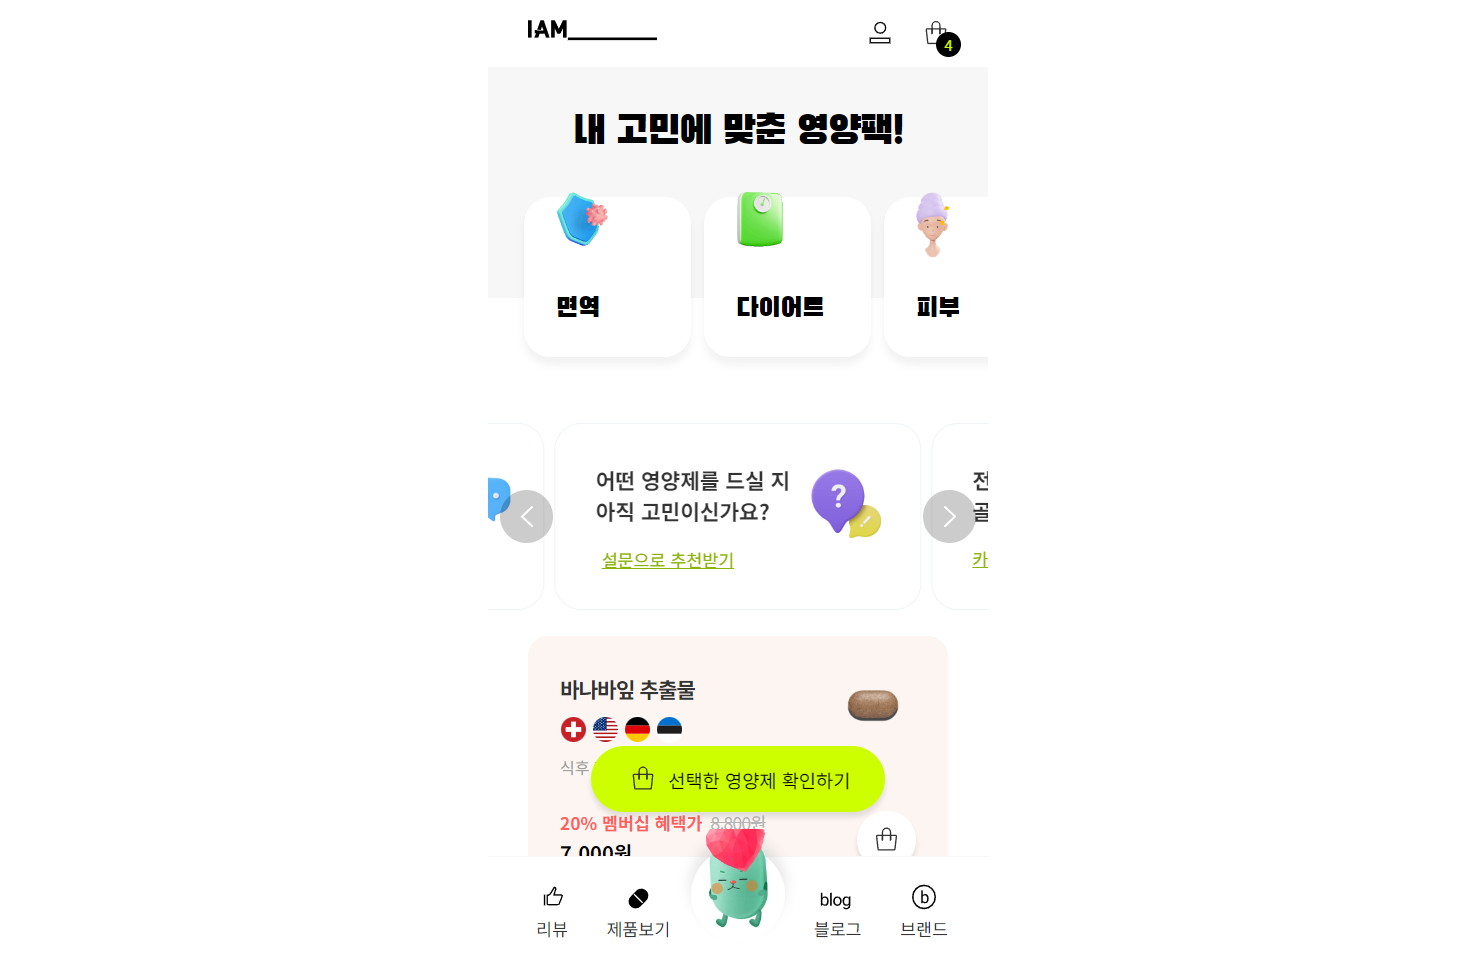 IAM________
4
내 고민에 맞춘 영양팩!
면역
다이어트
피부
어떤 영양제를 드실 지
아직 고민이신가요?
설문으로 추천받기
전
골
카
바나바잎 추출물
식후
선택한 영양제 확인하기
20% 멤버십 혜택가 8,800원
7,000원
리뷰
제품보기
blog
블로그
b
브랜드